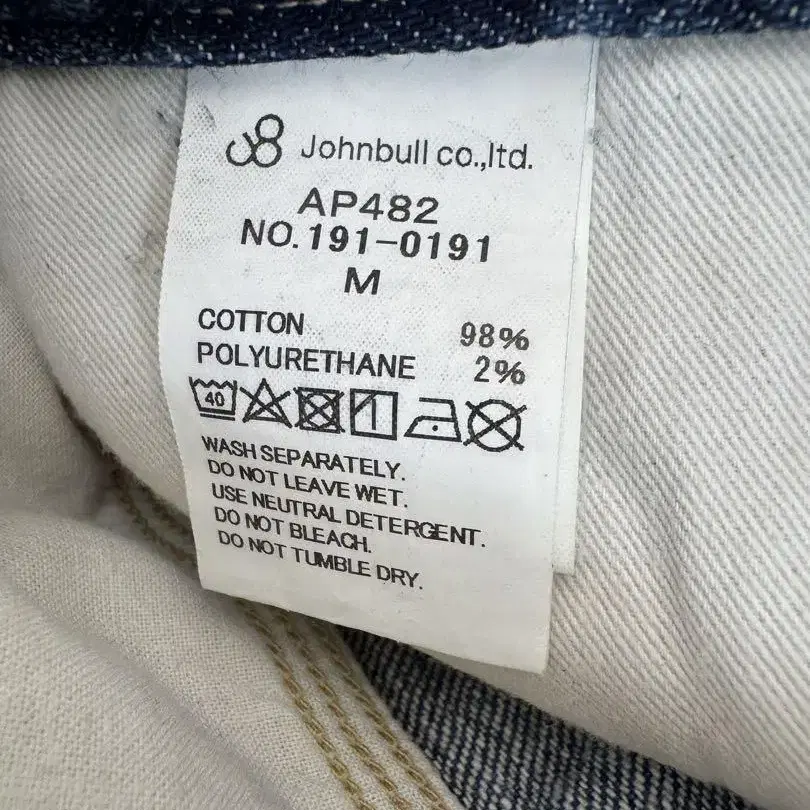 Johnbull co.,ltd.
AP482
NO.191-0191
M
COTTON 98%
POLYURETHANE 2%
40
WASH SEPARATELY.
DO NOT LEAVE WET.
USE NEUTRAL DETERGENT.
DO NOT BLEACH.
DO NOT TUMBLE DRY.